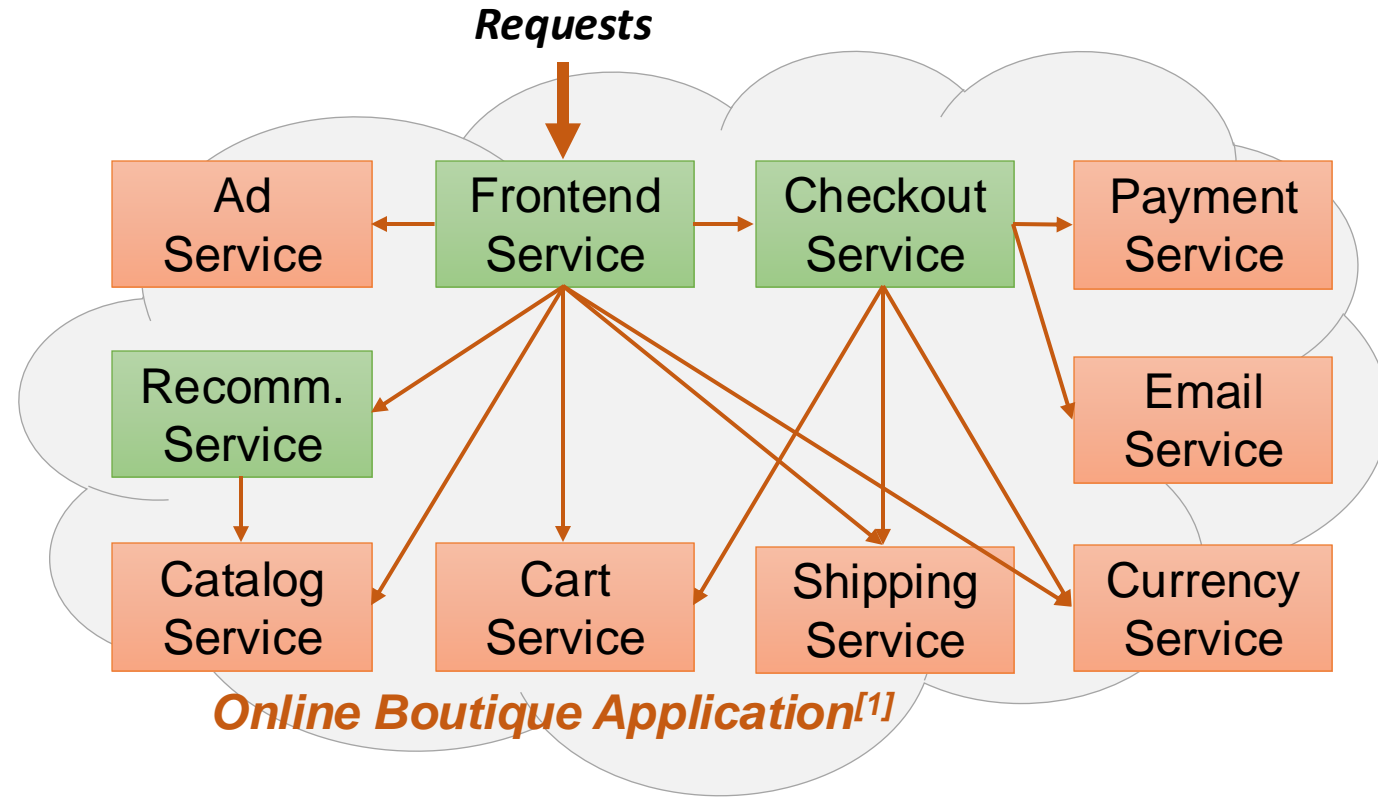 Requests
Ad
Service
Frontend
Service
Checkout
Service
Payment
Service
Recomm.
Service
Email
Service
Catalog
Service
Cart
Service
Shipping
Service
Currency
Service
Online Boutique Application[1]